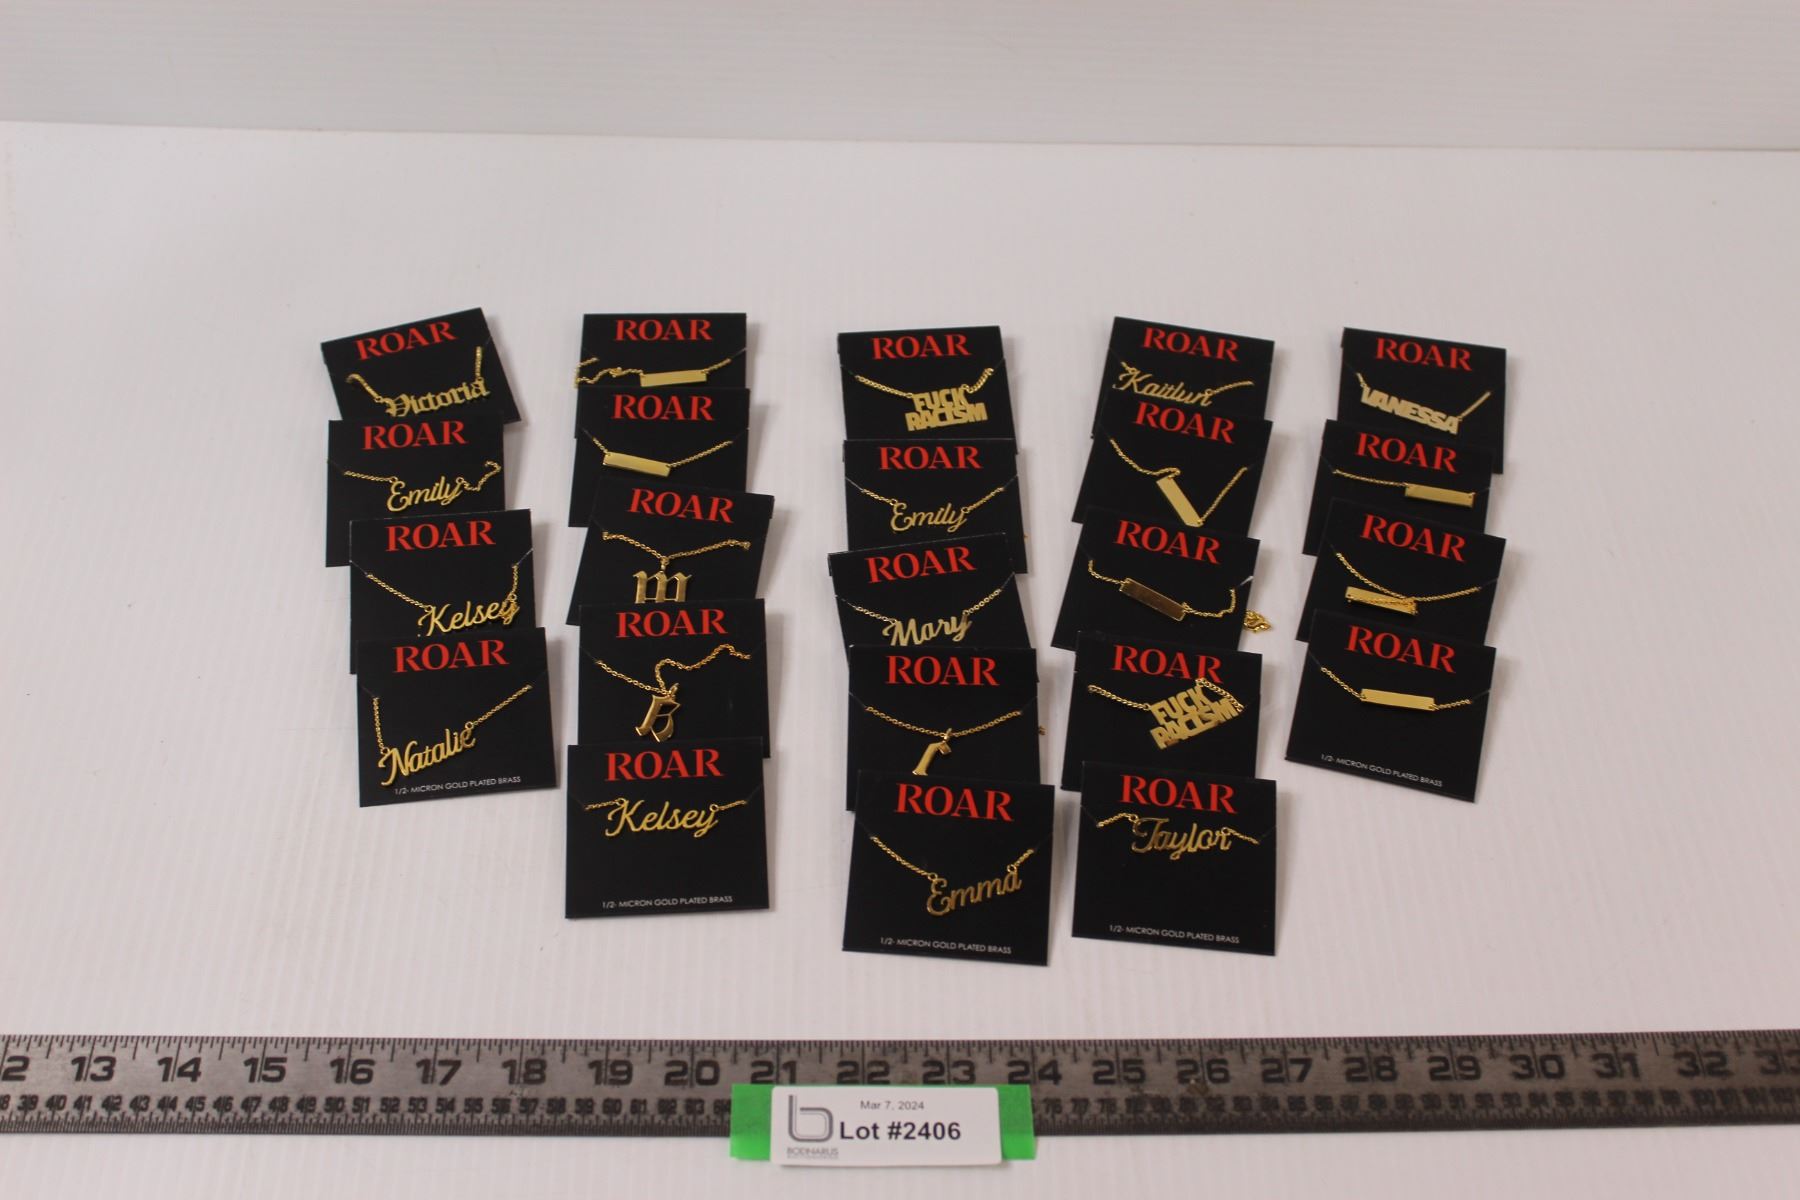 ROAR
Victoria
ROAR
Emily
ROAR
Kelsey
ROAR
Natalie
1/2- MICRON GOLD PLATED BRASS
ROAR
ROAR
ROAR
m
ROAR
B
ROAR
Kelsey
1/2- MICRON GOLD PLATED BRASS
ROAR
FUCK
RACISM
ROAR
Emily
ROAR
Mary
ROAR
ROAR
Emma
1/2- MICRON GOLD PLATED BRASS
ROAR
Kaitlyn
ROAR
ROAR
ROAR
FUCK
RACISM
ROAR
Taylor
1/2- MICRON GOLD PLATED BRASS
ROAR
VANESSA
ROAR
ROAR
ROAR
1/2- MICRON GOLD PLATED BRASS
2 13 14 15 16 17 18 19 20 21 22 23 24 25 26 27 28 29 30 31 32 33
Mar 7, 2024
Lot #2406
BODNARUS